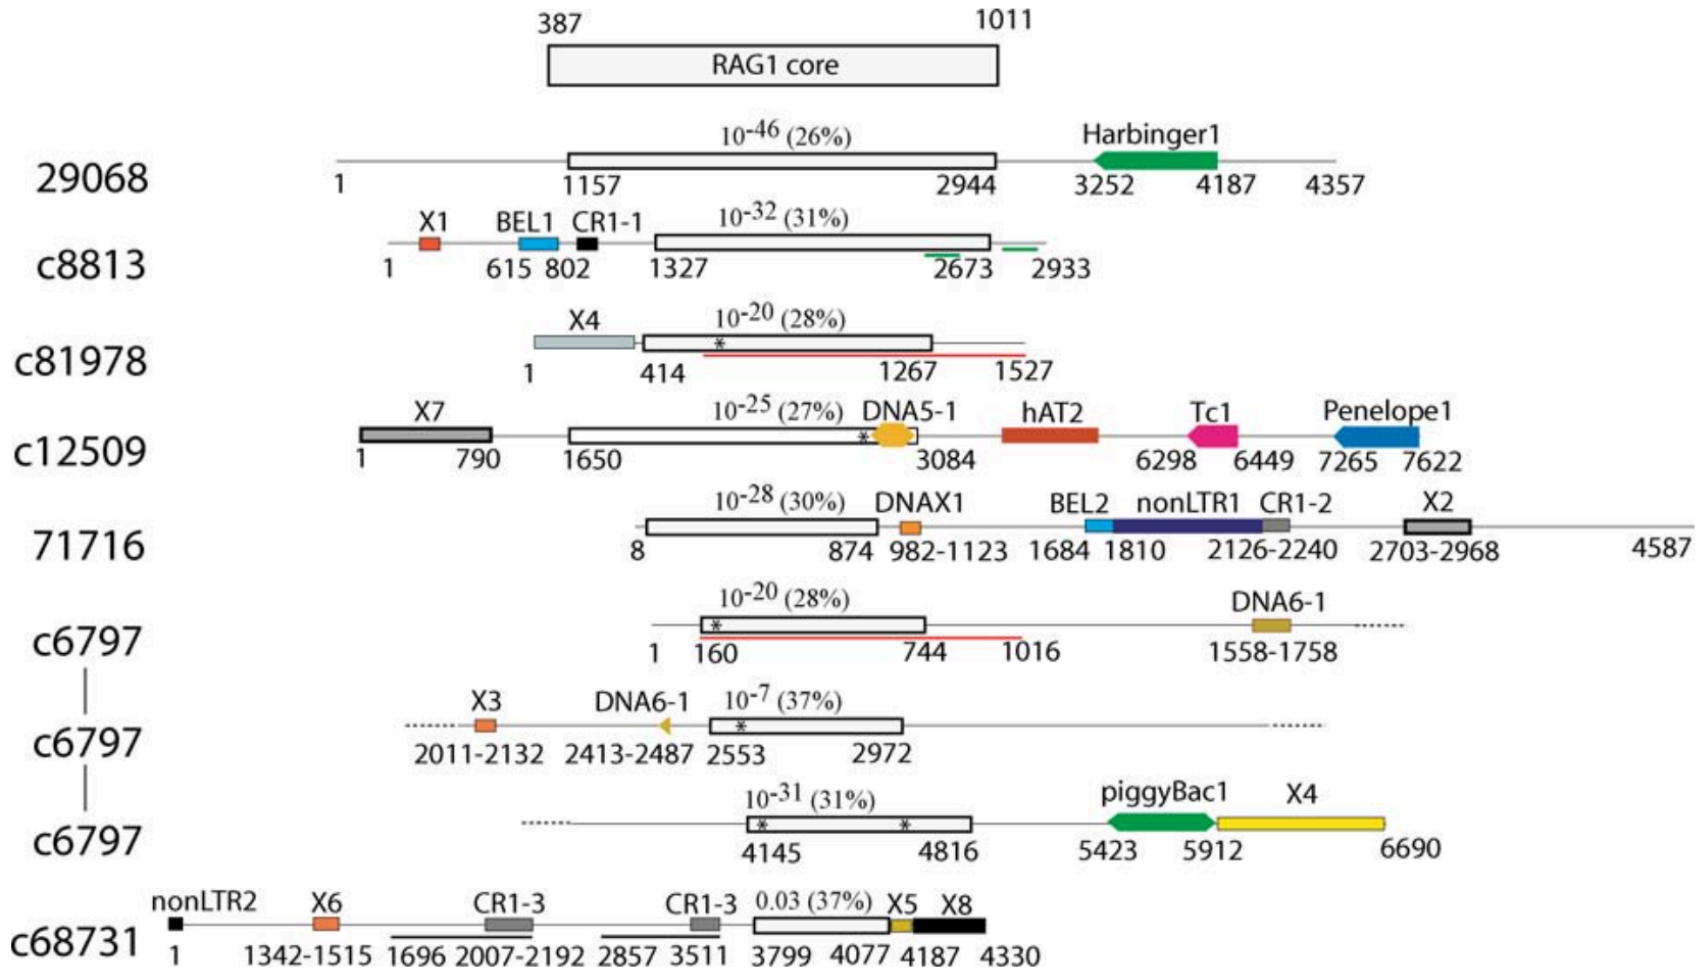 387 1011
RAG1 core
10-46 (26%) Harbinger1
29068
1 1157 2944 3252 4187 4357
X1 BEL1 CR1-1 10-32 (31%)
c8813
1 615 802 1327 2673 2933
X4 10-20 (28%)
*
c81978
1 414 1267 1527
X7 10-25 (27%) DNA5-1 hAT2 Tc1 Penelope1
*
c12509
1 790 1650 3084 6298 6449 7265 7622
10-28 (30%) DNAX1 BEL2 nonLTR1 CR1-2 X2
71716
8 874 982-1123 1684 1810 2126-2240 2703-2968 4587
10-20 (28%) DNA6-1
*
c6797
1 160 744 1016 1558-1758
X3 DNA6-1 10-7 (37%)
*
c6797
2011-2132 2413-2487 2553 2972
10-31 (31%) piggyBac1 X4
* *
c6797
4145 4816 5423 5912 6690
nonLTR2 X6 CR1-3 CR1-3 0.03 (37%) X5 X8
c68731
1 1342-1515 1696 2007-2192 2857 3511 3799 4077 4187 4330